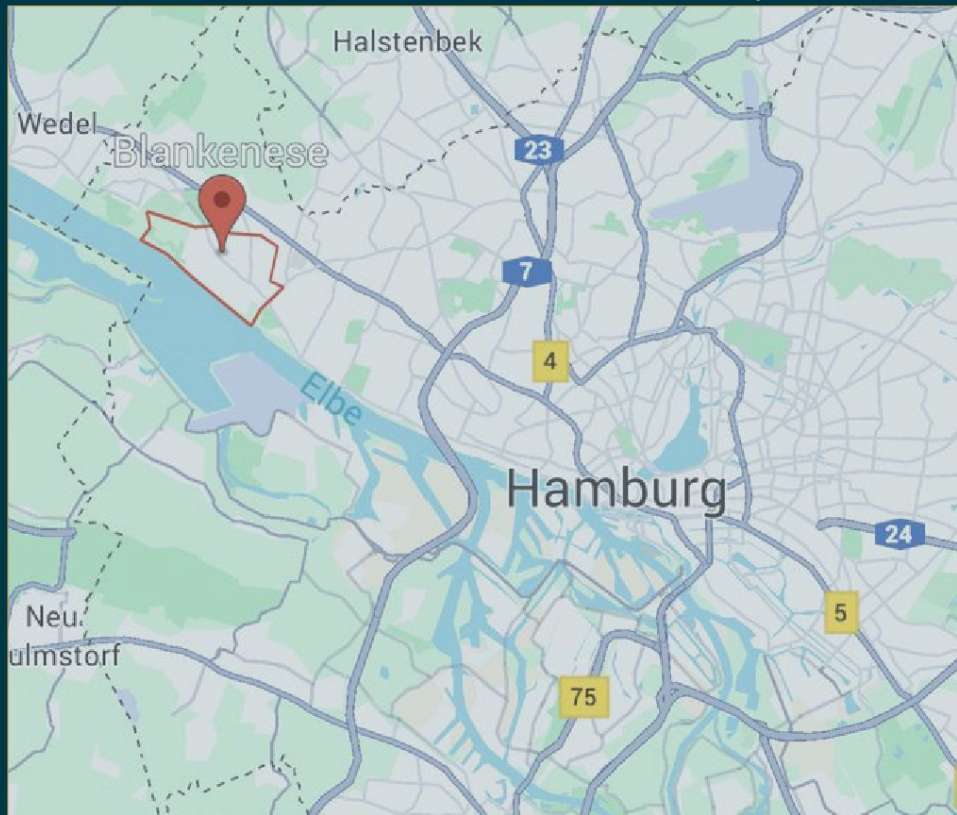 Halstenbek
Wedel
Blankenese
23
7
4
Elbe
Hamburg
24
Neu
5
ulmstorf
75